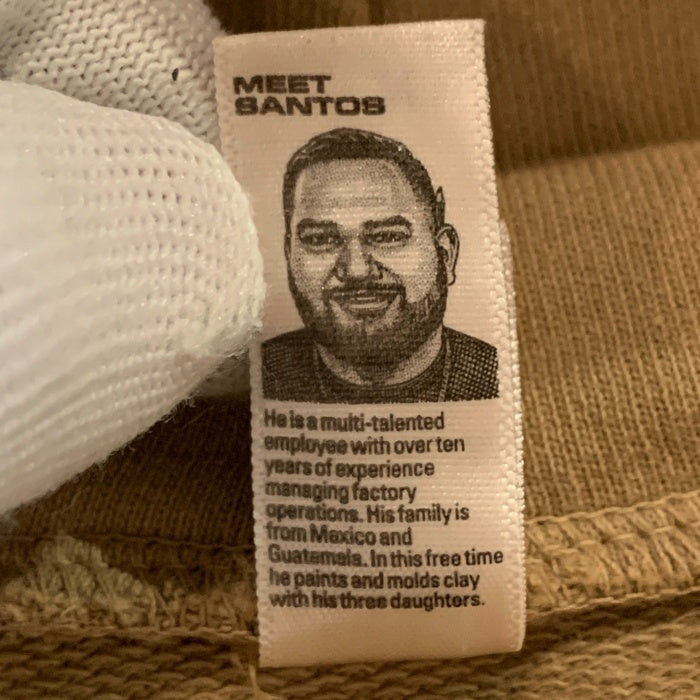 MEET
SANTOS
He is a multi-talented
employee with over ten
years of experience
managing factory
operations. His family is
from Mexico and
Guatemala. In this free time
he paints and molds clay
with his three daughters.